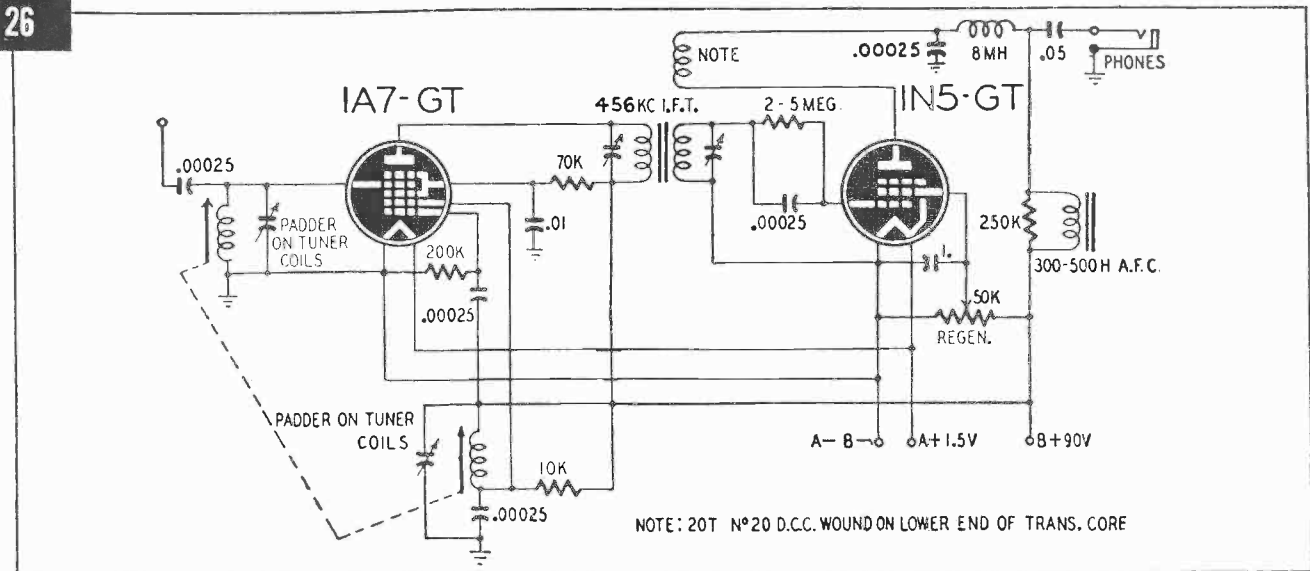 26
NOTE
.00025
8MH
.05
PHONES
1A7-GT
456KC I.F.T.
2-5 MEG.
1N5-GT
.00025
70K
.00025
.01
PADDER
ON TUNER
COILS
200K
.00025
250K
300-500H A.F.C.
1.
50K
REGEN.
PADDER ON TUNER
COILS
10K
.00025
A- B-
A+1.5V
B+90V
NOTE: 20T Nº20 D.C.C. WOUND ON LOWER END OF TRANS. CORE